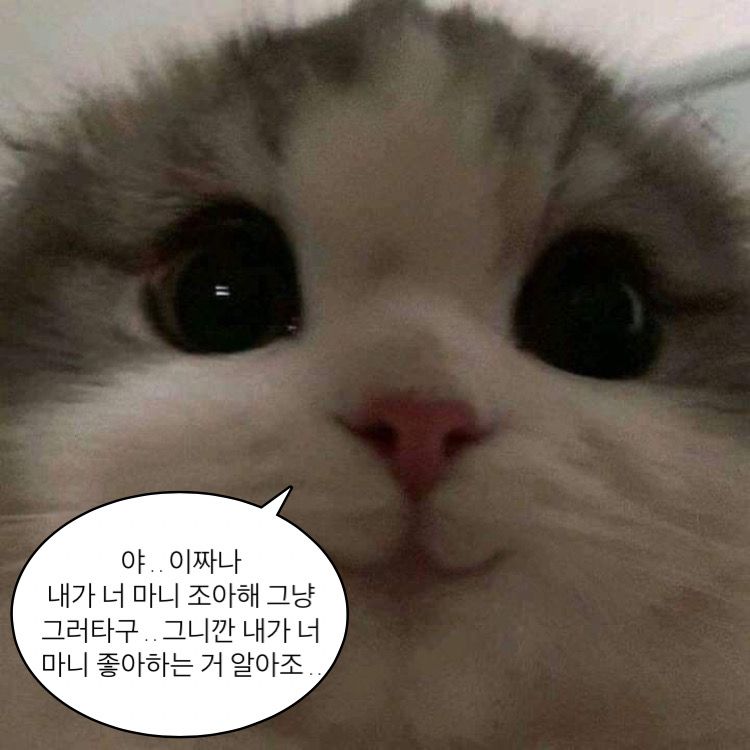 야 . . 이짜나
내가 너 마니 조아해 그냥
그러타구 . . 그니깐 내가 너
마니 좋아하는 거 알아조 . .